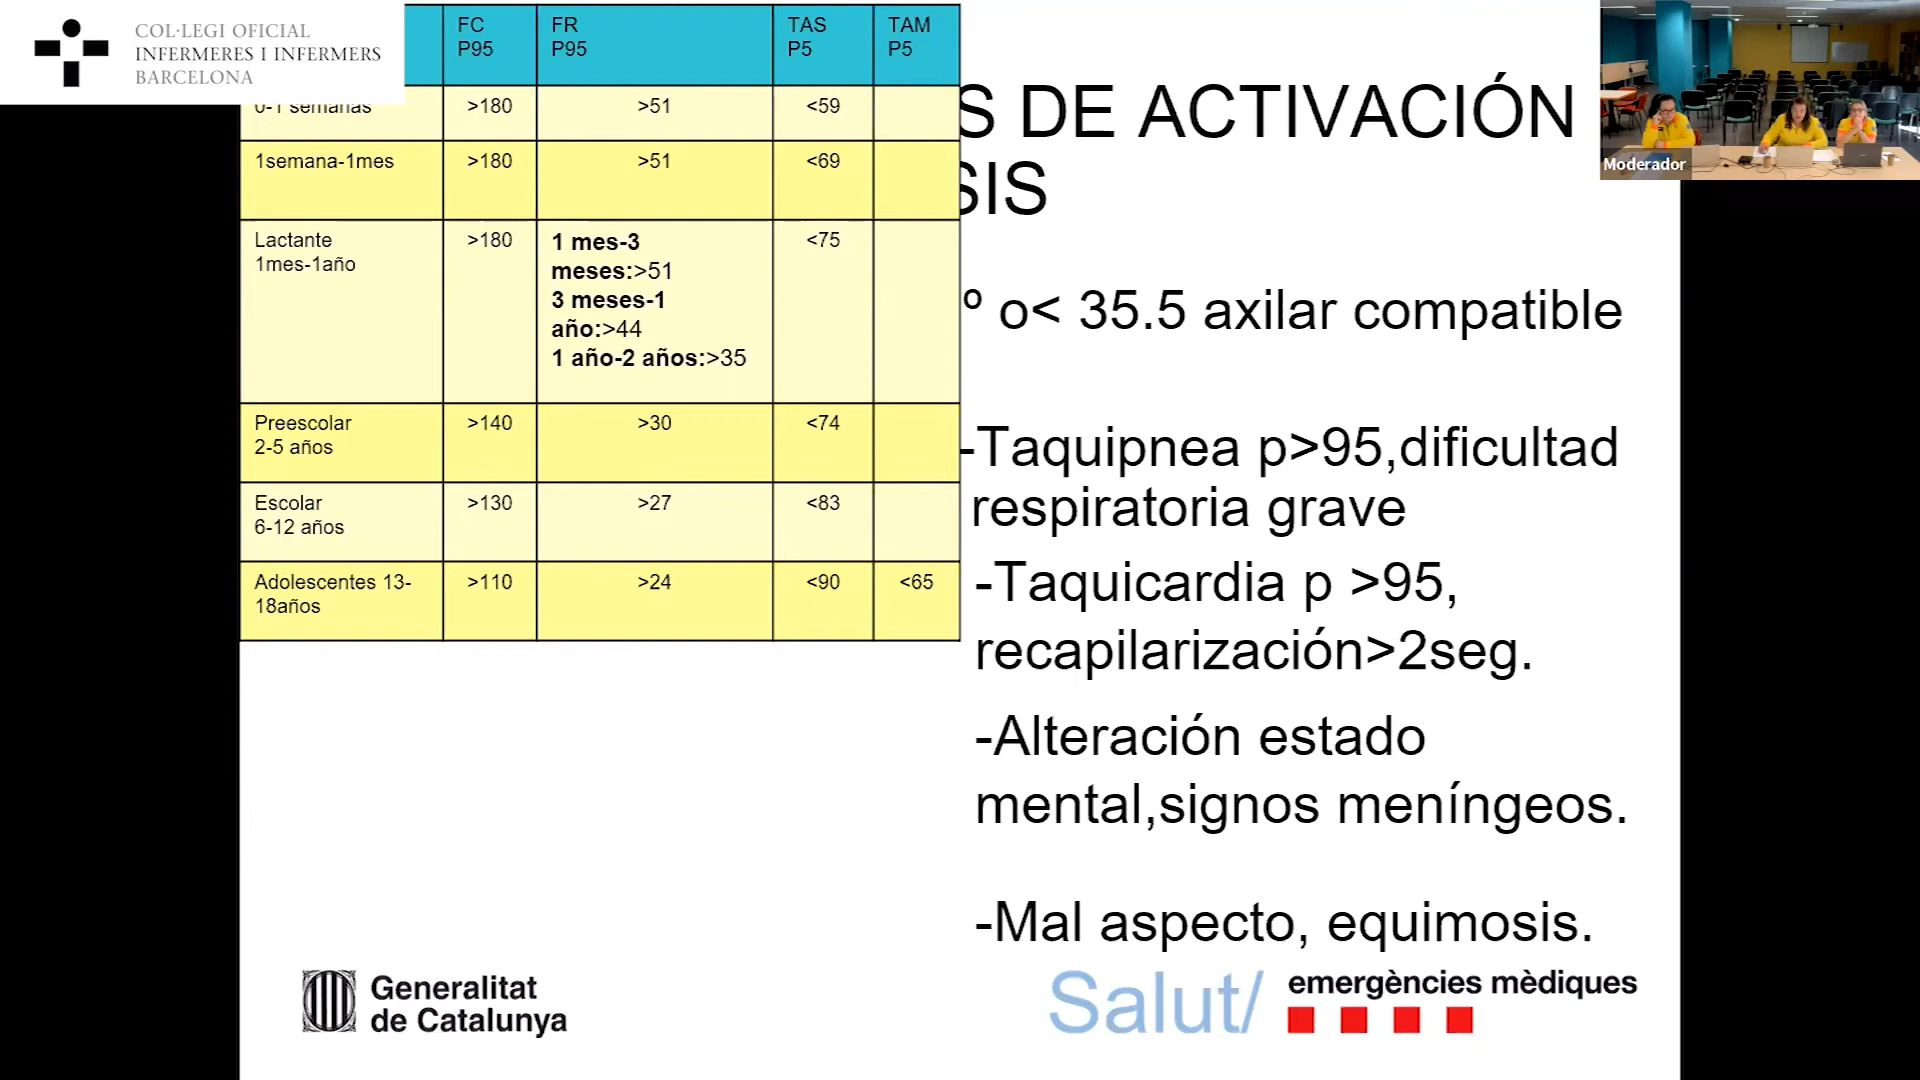 COL·LEGI OFICIAL
INFERMERES I INFERMERS
BARCELONA
FC
P95
FR
P95
TAS
P5
TAM
P5
0-1 semanas
>180
>51
<59
1semana-1mes
>180
>51
<69
Lactante
1mes-1año
>180
1 mes-3
meses:>51
3 meses-1
año:>44
1 año-2 años:>35
<75
Preescolar
2-5 años
>140
>30
<74
Escolar
6-12 años
>130
>27
<83
Adolescentes 13-
18años
>110
>24
<90
<65
S DE ACTIVACIÓN
SIS
º o< 35.5 axilar compatible
-Taquipnea p>95,dificultad
respiratoria grave
-Taquicardia p >95,
recapilarización>2seg.
-Alteración estado
mental,signos meníngeos.
-Mal aspecto, equimosis.
Generalitat
de Catalunya
Salut/
emergències mèdiques
Moderador